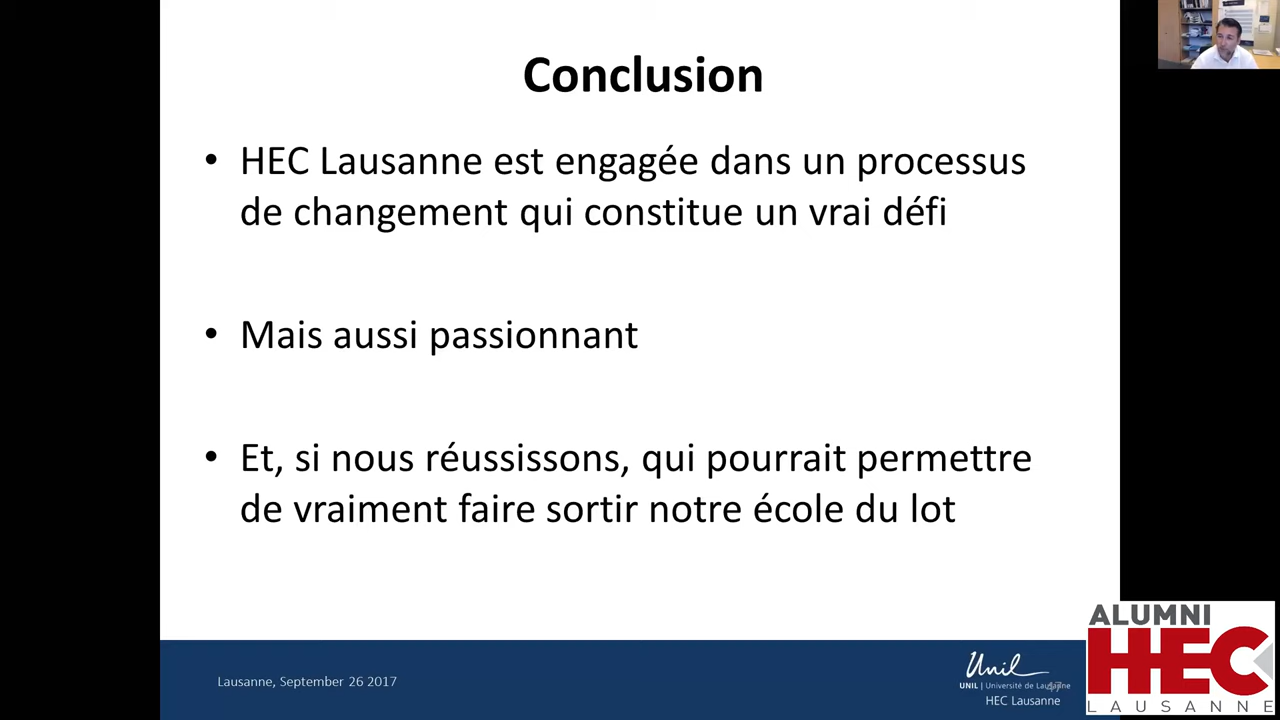 Conclusion
• HEC Lausanne est engagée dans un processus
de changement qui constitue un vrai défi
• Mais aussi passionnant
• Et, si nous réussissons, qui pourrait permettre
de vraiment faire sortir notre école du lot
Lausanne, September 26 2017
Unil
UNIL | Université de Lausanne
47
HEC Lausanne
ALUMNI
HEC
LAUSANNE